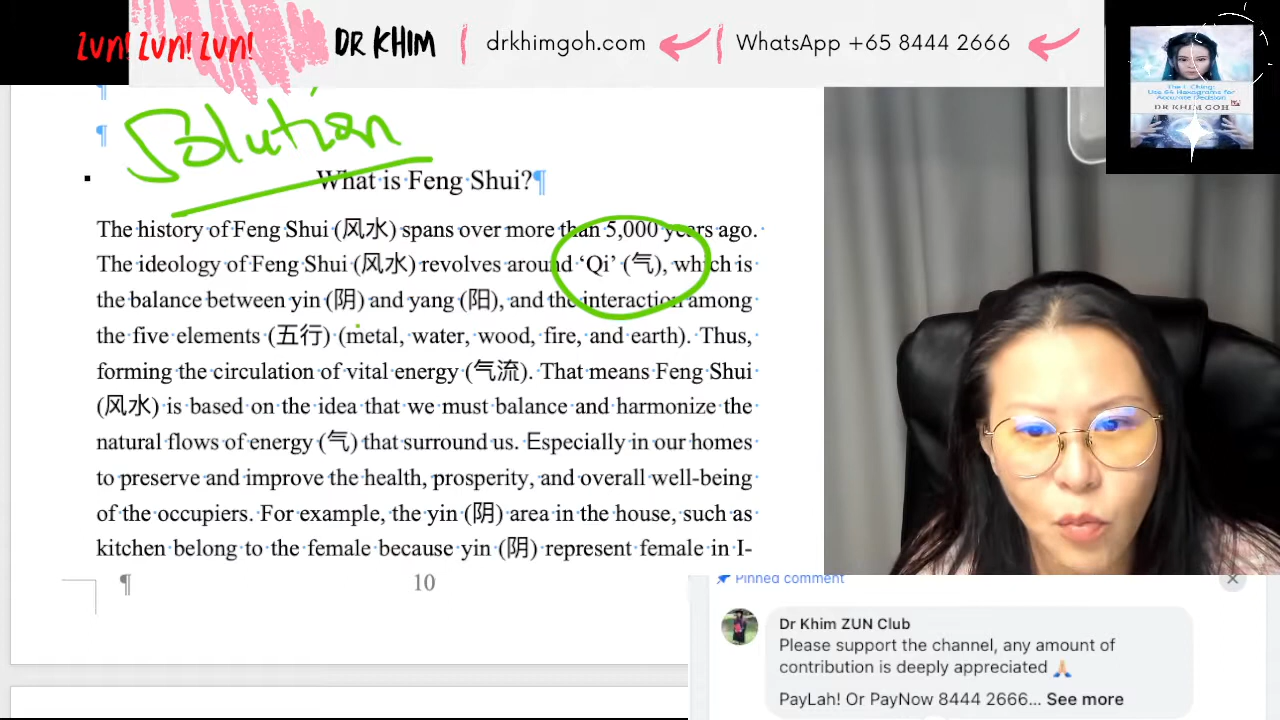 ZUN! ZUN! ZUN!
DR KHIM
drkhimgoh.com
WhatsApp +65 8444 2666
The I Ching:
Use 64 Hexagrams for
Accurate Decision
DR KHIM GOH
Solution
What is Feng Shui?¶
The history of Feng Shui (风水) spans over more than 5,000 years ago.
The ideology of Feng Shui (风水) revolves around ‘Qi’ (气), which is
the balance between yin (阴) and yang (阳), and the interaction among
the five elements (五行) (metal, water, wood, fire, and earth). Thus,
forming the circulation of vital energy (气流). That means Feng Shui
(风水) is based on the idea that we must balance and harmonize the
natural flows of energy (气) that surround us. Especially in our homes
to preserve and improve the health, prosperity, and overall well-being
of the occupiers. For example, the yin (阴) area in the house, such as
kitchen belong to the female because yin (阴) represent female in I-
¶
10
Pinned comment
Dr Khim ZUN Club
Please support the channel, any amount of
contribution is deeply appreciated 🙏🏼
PayLah! Or PayNow 8444 2666... See more